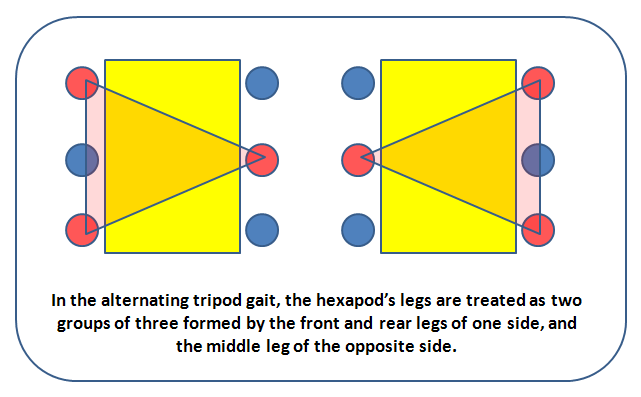 In the alternating tripod gait, the hexapod’s legs are treated as two
groups of three formed by the front and rear legs of one side, and
the middle leg of the opposite side.